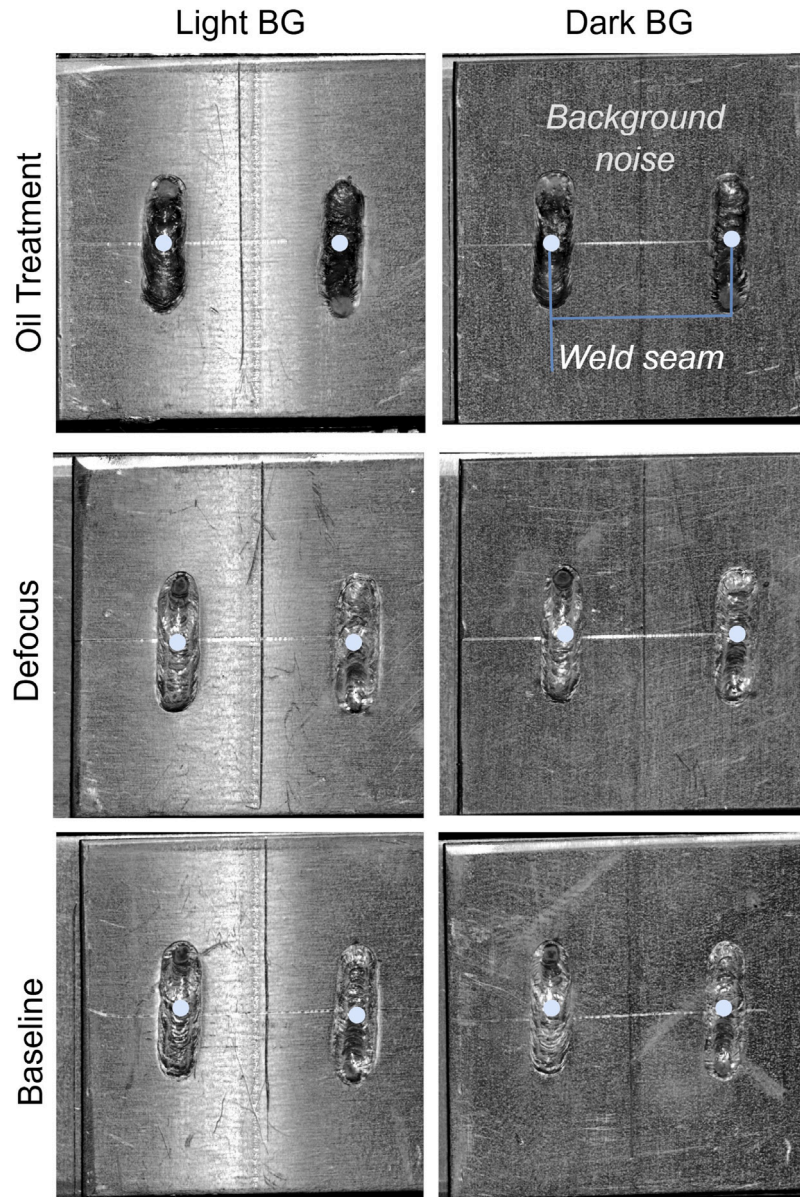 Light BG
Dark BG
Oil Treatment
Background
noise
Weld seam
Defocus
Baseline